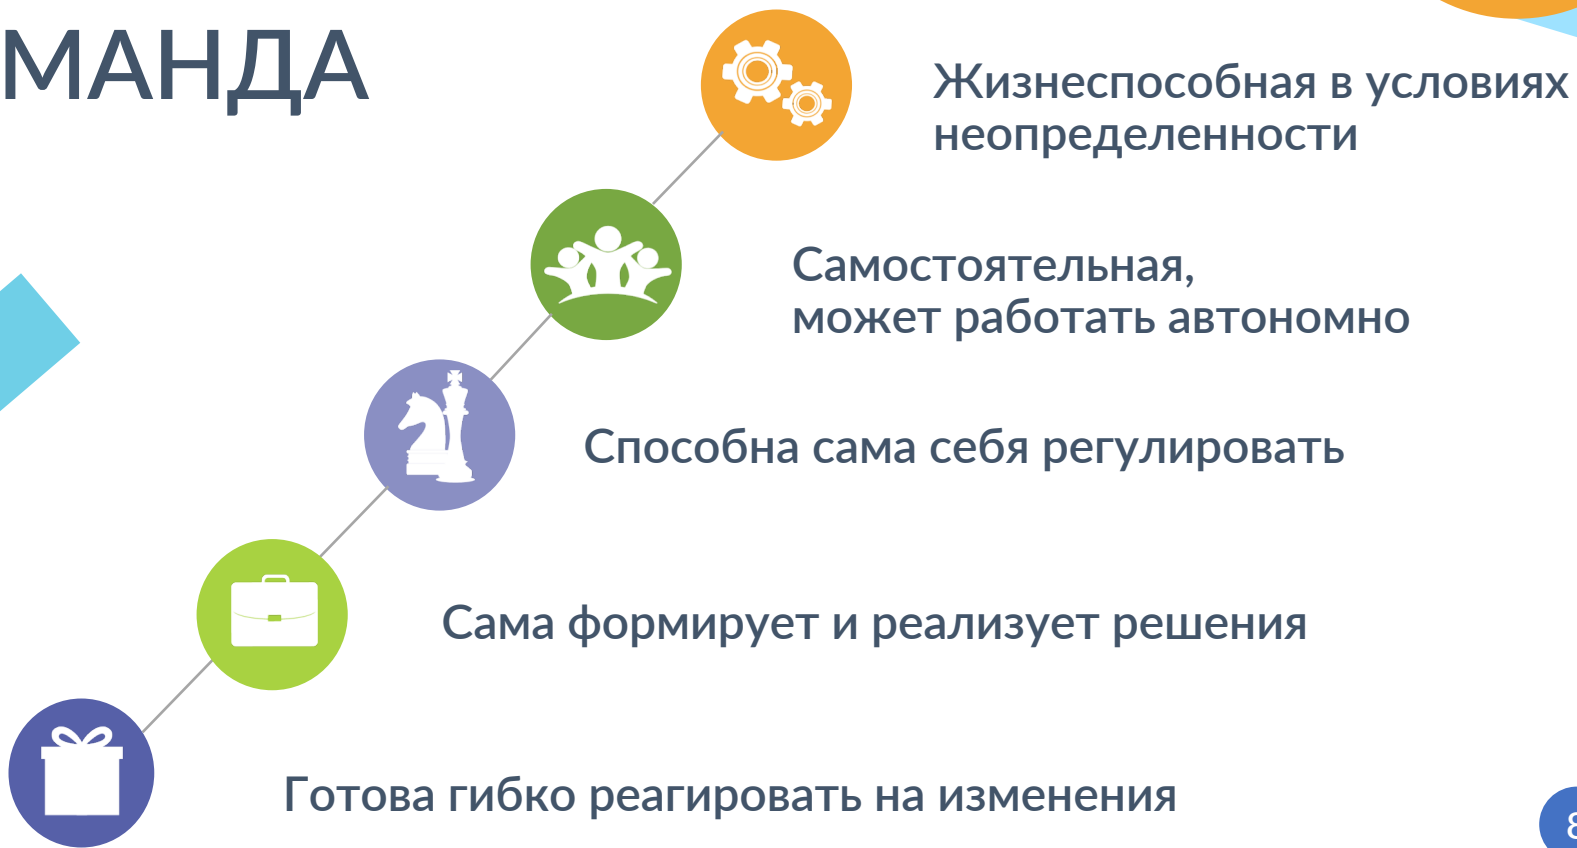 МАНДА
Жизнеспособная в условиях
неопределенности
Самостоятельная,
может работать автономно
Способна сама себя регулировать
Сама формирует и реализует решения
Готова гибко реагировать на изменения
8